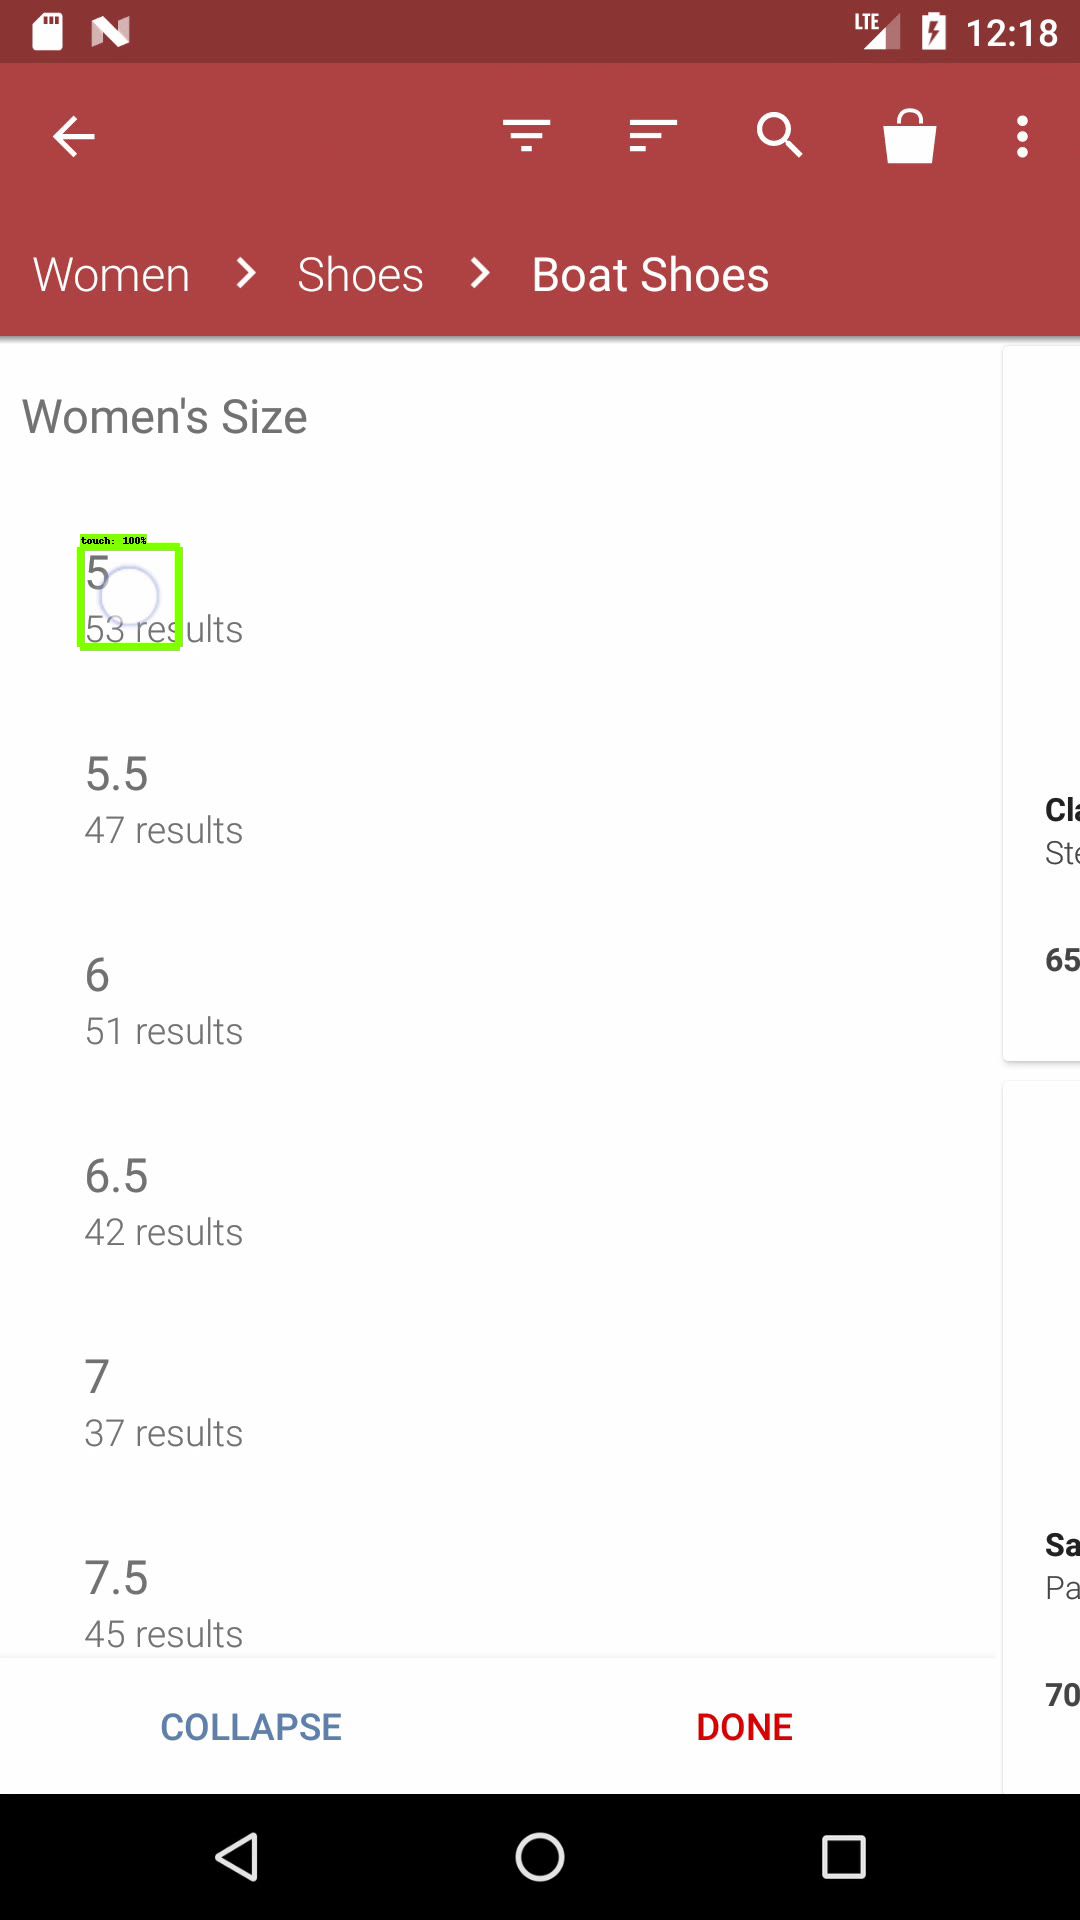 LTE 12:18
Women > Shoes > Boat Shoes
Women's Size
touch: 100%
5
53 results
5.5
47 results
Cla
Ste
6
51 results
65
6.5
42 results
7
37 results
7.5
45 results
Sa
Pa
70
COLLAPSE DONE